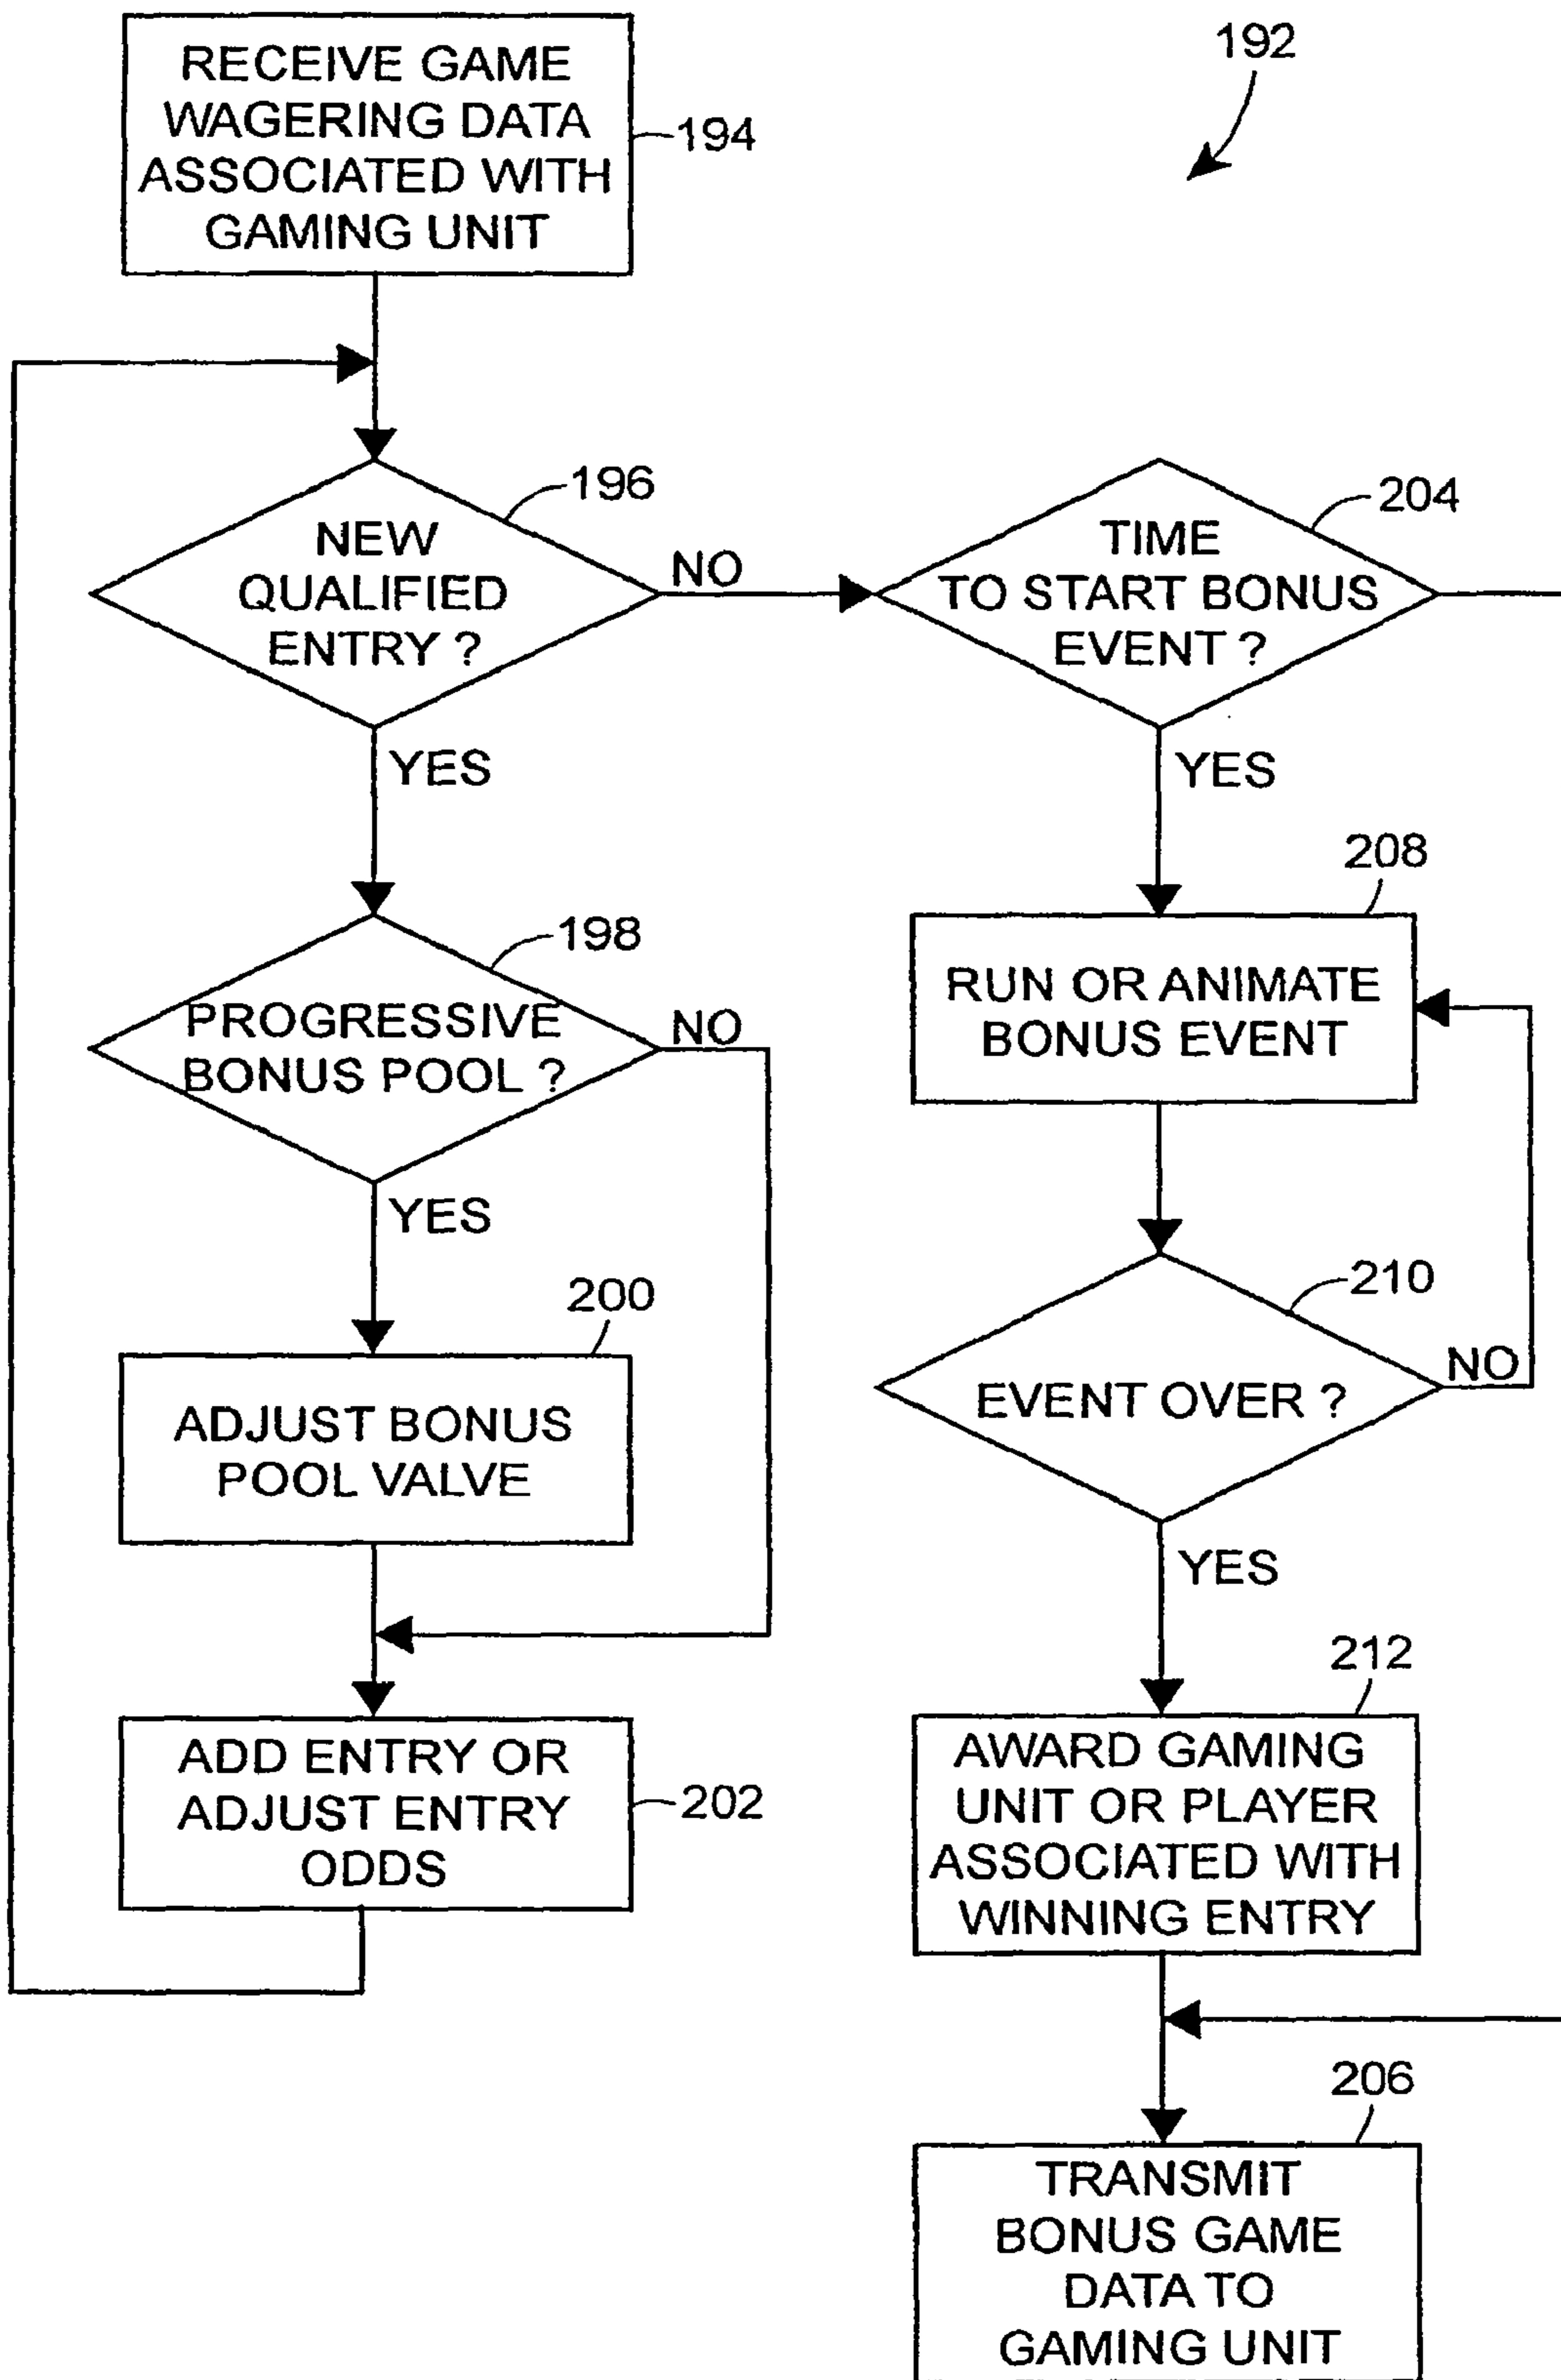 RECEIVE GAME
WAGERING DATA
ASSOCIATED WITH
GAMING UNIT
194
192
NEW
QUALIFIED
ENTRY ?
196
NO
YES
TIME
TO START BONUS
EVENT ?
204
YES
PROGRESSIVE
BONUS POOL ?
198
NO
YES
RUN OR ANIMATE
BONUS EVENT
208
ADJUST BONUS
POOL VALVE
200
EVENT OVER ?
210
NO
YES
ADD ENTRY OR
ADJUST ENTRY
ODDS
202
AWARD GAMING
UNIT OR PLAYER
ASSOCIATED WITH
WINNING ENTRY
212
TRANSMIT
BONUS GAME
DATA TO
GAMING UNIT
206